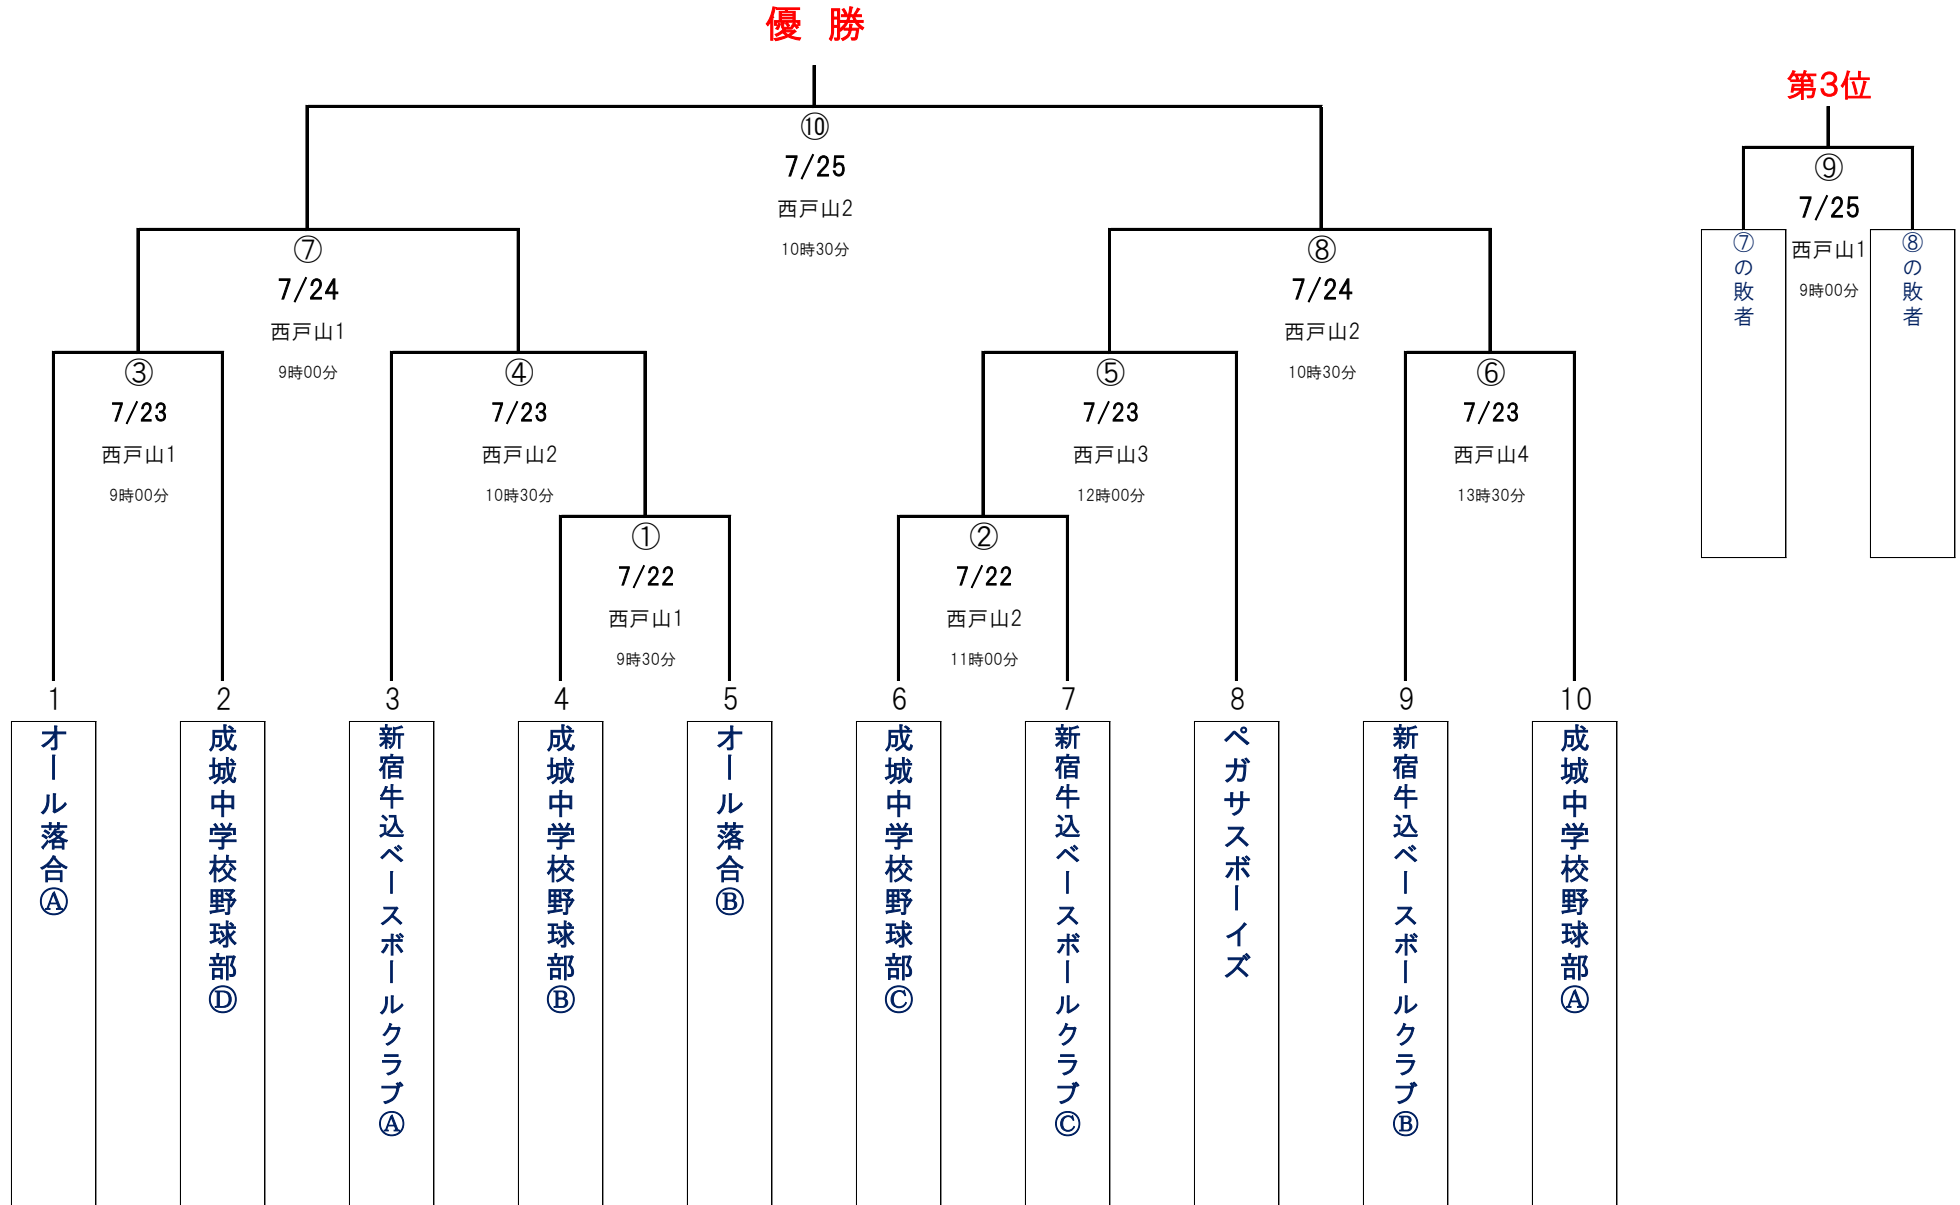 優　勝
第3位
⑩
7/25
西戸山2
10時30分
⑨
7/25
西戸山1
9時00分
⑦の敗者
⑧の敗者
⑦
7/24
西戸山1
9時00分
⑧
7/24
西戸山2
10時30分
③
7/23
西戸山1
9時00分
④
7/23
西戸山2
10時30分
⑤
7/23
西戸山3
12時00分
⑥
7/23
西戸山4
13時30分
①
7/22
西戸山1
9時30分
②
7/22
西戸山2
11時00分
1
2
3
4
5
6
7
8
9
10
オール落合Ⓐ
成城中学校野球部Ⓓ
新宿牛込ベースボールクラブⒶ
成城中学校野球部Ⓑ
オール落合Ⓑ
成城中学校野球部Ⓒ
新宿牛込ベースボールクラブⒸ
ペガサスボーイズ
新宿牛込ベースボールクラブⒷ
成城中学校野球部Ⓐ